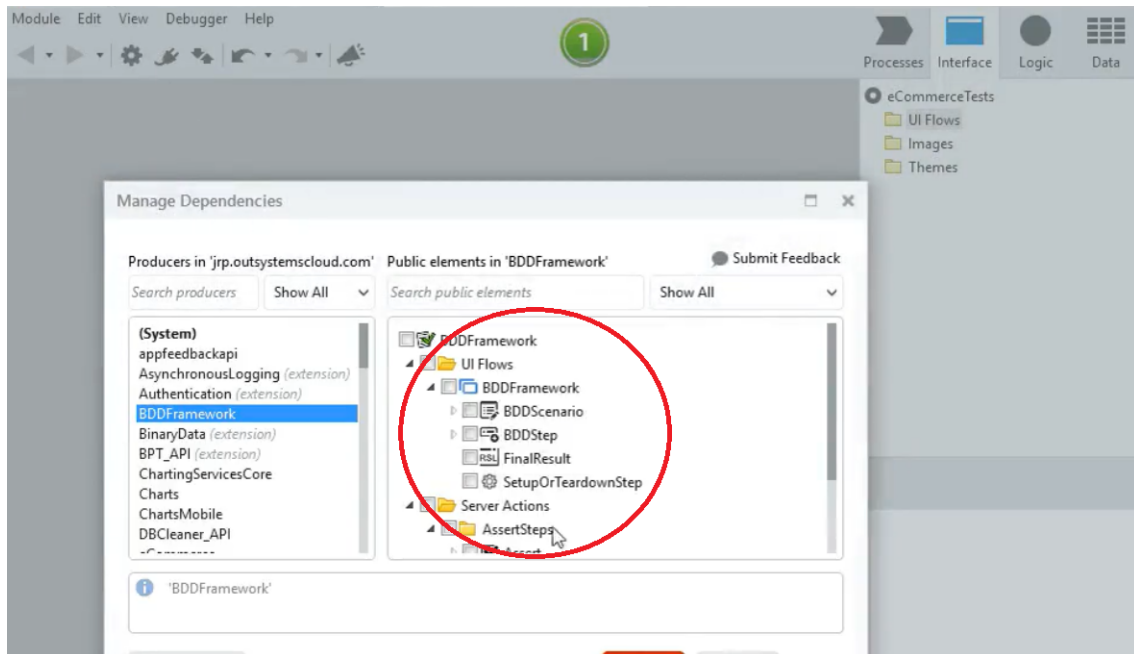 Module Edit View Debugger Help
1
Processes Interface Logic Data
eCommerceTests
UI Flows
Images
Themes
Manage Dependencies
Producers in 'jrp.outsystemscloud.com' Public elements in 'BDDFramework' Submit Feedback
Search producers Show All Search public elements Show All
(System)
appfeedbackapi
AsynchronousLogging (extension)
Authentication (extension)
BDDFramework
BinaryData (extension)
BPT_API (extension)
ChartingServicesCore
Charts
ChartsMobile
DBCleaner_API
eCommerce
BDDFramework
UI Flows
BDDFramework
BDDScenario
BDDStep
RSL FinalResult
SetupOrTeardownStep
Server Actions
AssertSteps
Assert
'BDDFramework'